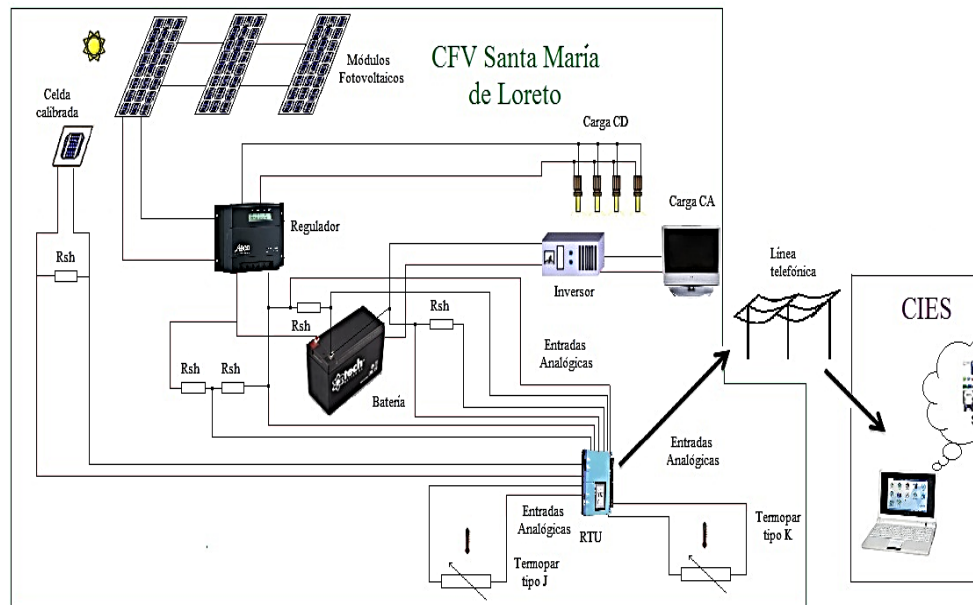 CFV Santa María
de Loreto
Módulos
Fotovoltaicos
Celda
calibrada
Carga CD
Regulador
Carga CA
Rsh
Inversor
Línea
telefónica
CIES
Rsh
Rsh
Entradas
Analógicas
Rsh
Rsh
tech
Batería
Entradas
Analógicas
Entradas
Analógicas
RTU
Termopar
tipo K
Termopar
tipo J